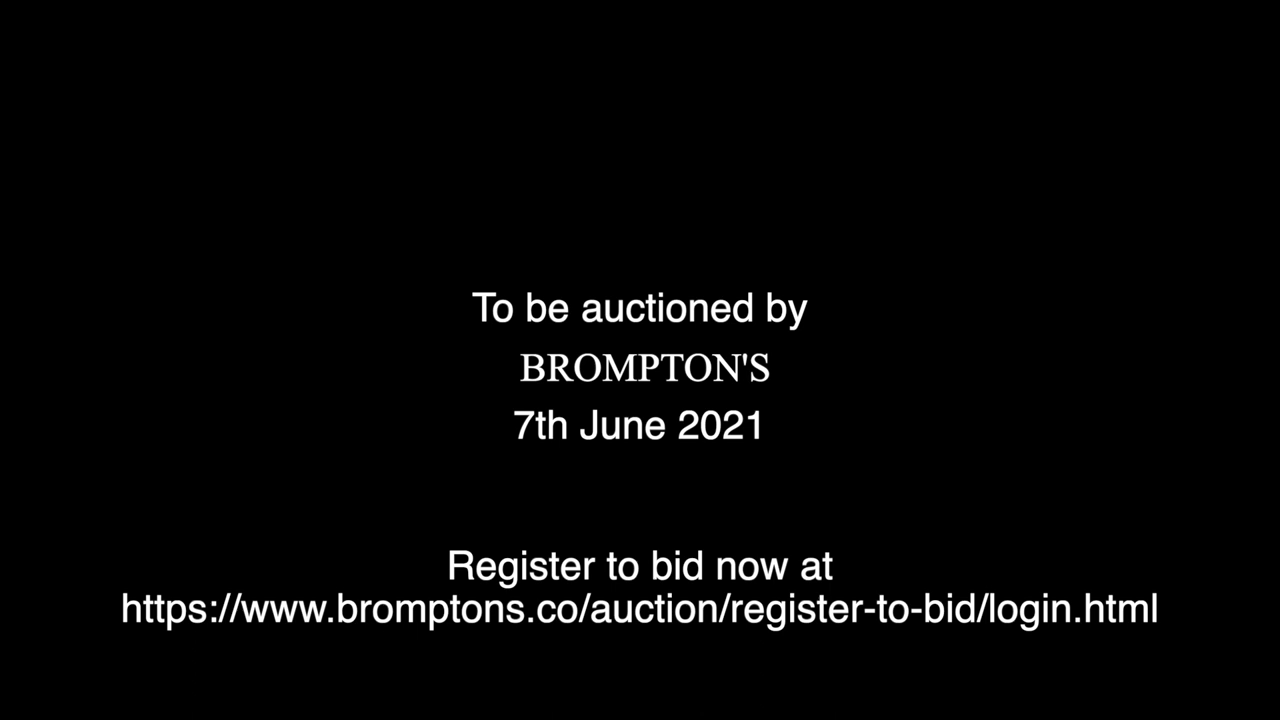 To be auctioned by
BROMPTON'S
7th June 2021
Register to bid now at
https://www.bromptons.co/auction/register-to-bid/login.html